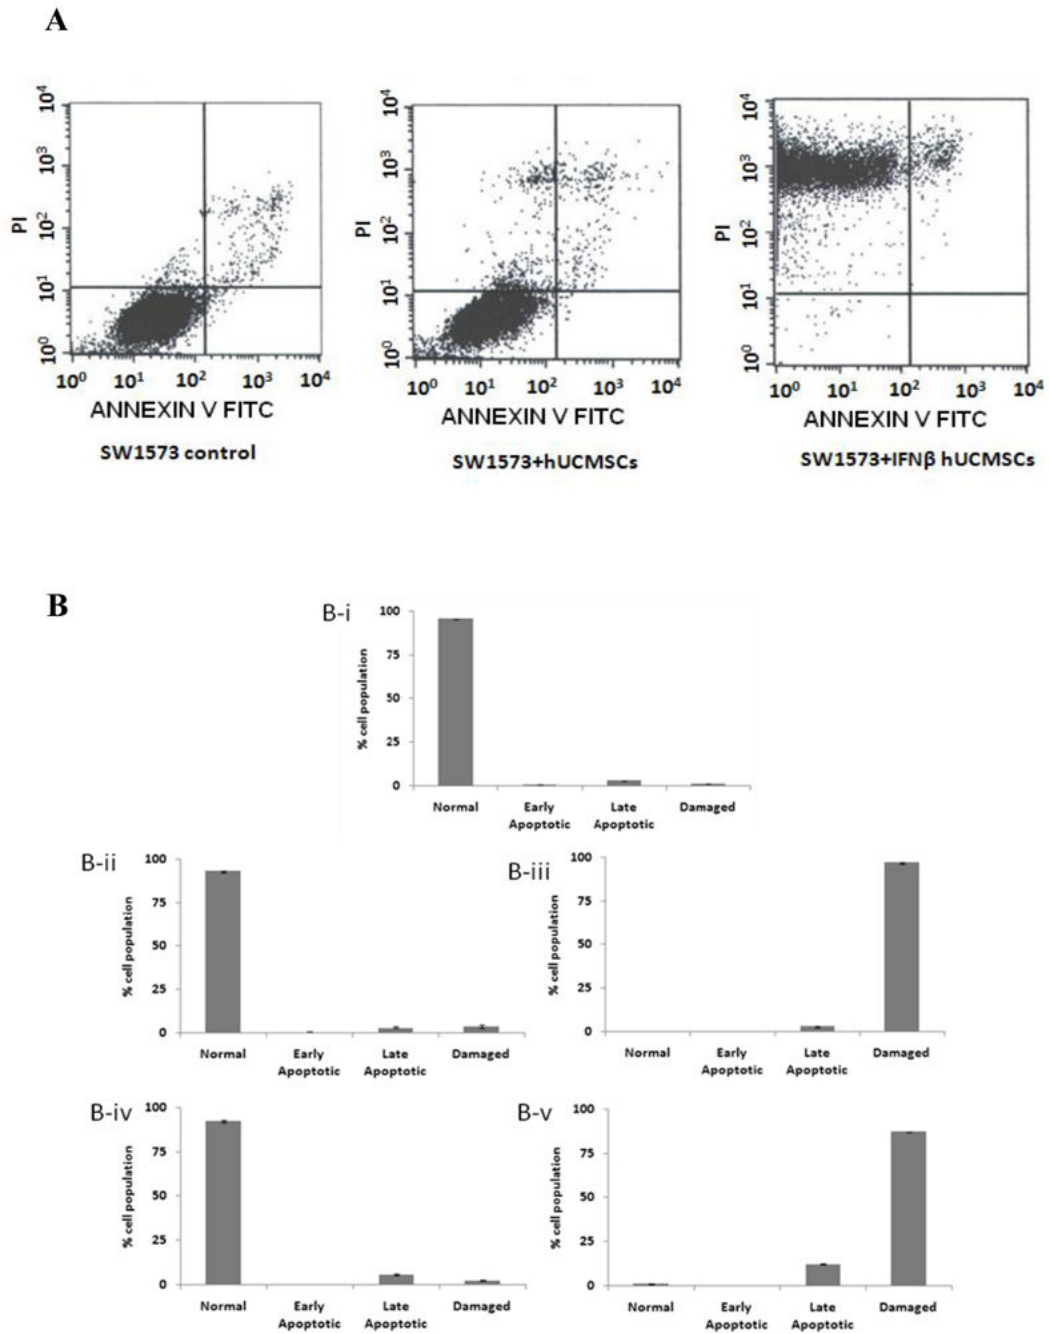 A
PI
10⁴
10³
10²
10¹
10⁰
10⁰ 10¹ 10² 10³ 10⁴
ANNEXIN V FITC
SW1573 control
PI
10⁴
10³
10²
10¹
10⁰
10⁰ 10¹ 10² 10³ 10⁴
ANNEXIN V FITC
SW1573+hUCMSCs
PI
10⁴
10³
10²
10¹
10⁰
10⁰ 10¹ 10² 10³ 10⁴
ANNEXIN V FITC
SW1573+IFNβ hUCMSCs
B
B-i
% cell population
100
75
50
25
0
Normal Early Apoptotic Late Apoptotic Damaged
B-ii
% cell population
100
75
50
25
0
Normal Early Apoptotic Late Apoptotic Damaged
B-iii
% cell population
100
75
50
25
0
Normal Early Apoptotic Late Apoptotic Damaged
B-iv
% cell population
100
75
50
25
0
Normal Early Apoptotic Late Apoptotic Damaged
B-v
% cell population
100
75
50
25
0
Normal Early Apoptotic Late Apoptotic Damaged